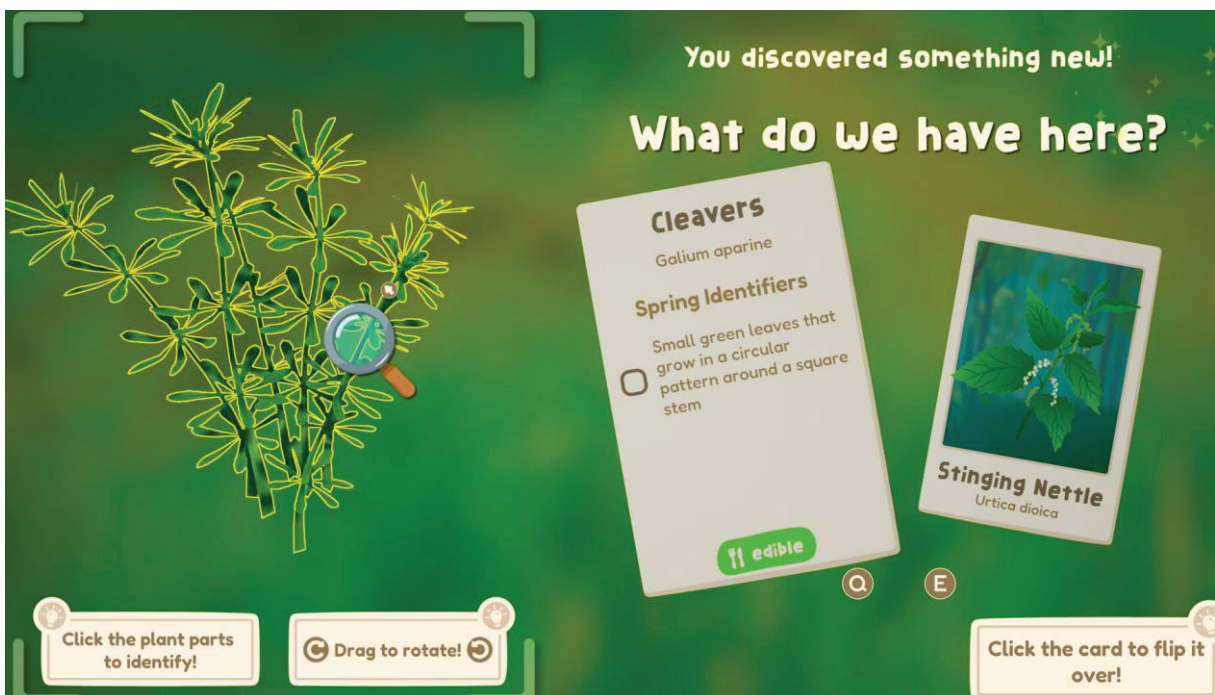 You discovered something new!
What do we have here?
Cleavers
Galium aparine
Spring Identifiers
Small green leaves that
grow in a circular
pattern around a square
stem
edible
Stinging Nettle
Urtica dioica
Q
E
Click the plant parts
to identify!
Drag to rotate!
Click the card to flip it
over!